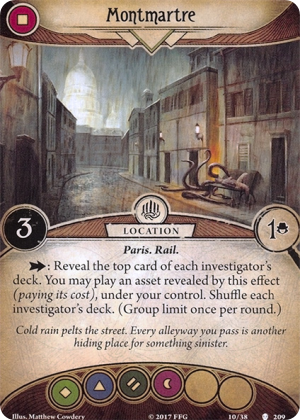 Montmartre
3
LOCATION
1
Paris. Rail.
: Reveal the top card of each investigator's
deck. You may play an asset revealed by this effect
(paying its cost), under your control. Shuffle each
investigator's deck. (Group limit once per round.)
Cold rain pelts the street. Every alleyway you pass is another
hiding place for something sinister.
Illus. Matthew Cowdery
© 2017 FFG
10/38
209